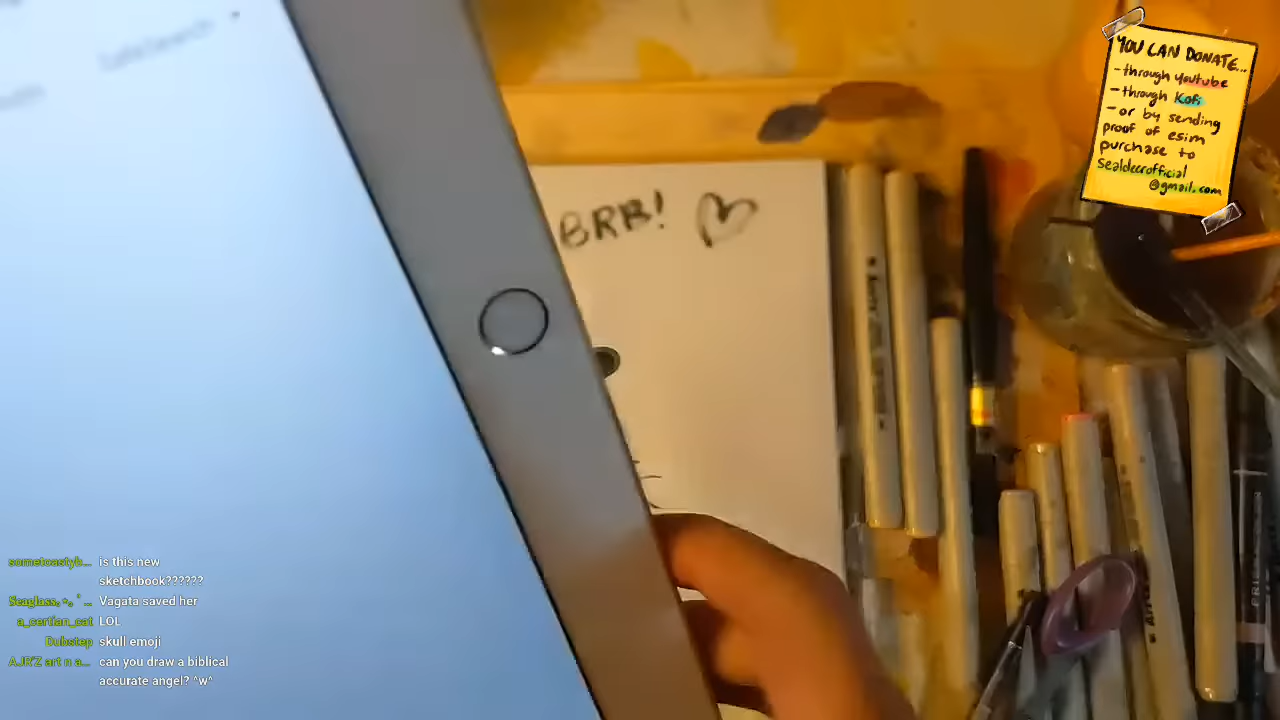 YOU CAN DONATE...
- through Youtube
- through Kofi
- or by sending
proof of esim
purchase to
Sealdeerofficial
@gmail.com
BRB!
sometoastyb... is this new
sketchbook??????
Vagata saved her
a_certian_cat LOL
Dubstep skull emoji
AJR'Z art n a... can you draw a biblical
accurate angel? ^w^